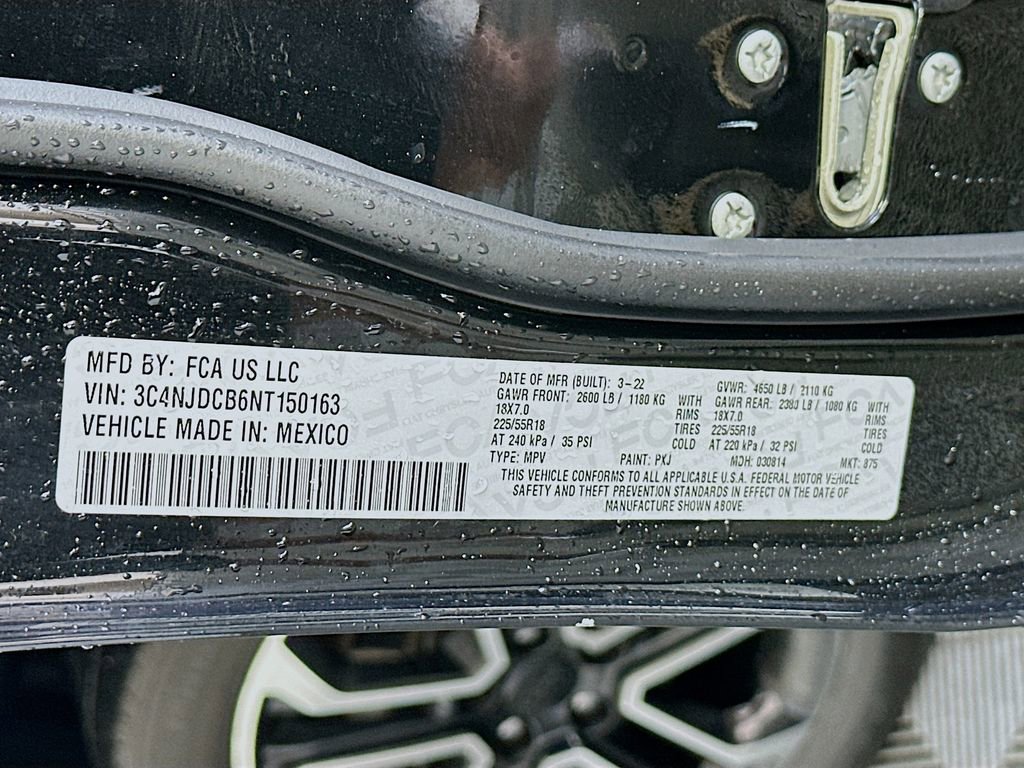 MFD BY: FCA US LLC
VIN: 3C4NJDCB6NT150163
VEHICLE MADE IN: MEXICO
DATE OF MFR (BUILT): 3-22
GAWR FRONT: 2600 LB / 1180 KG WITH
18X7.0 RIMS
225/55R18 TIRES
AT 240 kPa / 35 PSI COLD
GVWR: 4650 LB / 2110 KG
GAWR REAR: 2380 LB / 1080 KG WITH
18X7.0 RIMS
225/55R18 TIRES
AT 220 kPa / 32 PSI COLD
TYPE: MPV PAINT: PXJ MDH: 030814 MKT: 875
THIS VEHICLE CONFORMS TO ALL APPLICABLE U.S.A. FEDERAL MOTOR VEHICLE
SAFETY AND THEFT PREVENTION STANDARDS IN EFFECT ON THE DATE OF
MANUFACTURE SHOWN ABOVE.